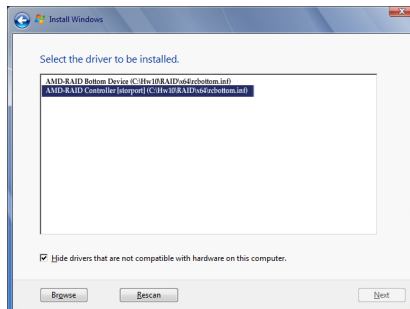 Install Windows
Select the driver to be installed.
AMD-RAID Bottom Device (C:\Hw10\RAID\x64\rcbottom.inf)
AMD-RAID Controller [storport] (C:\Hw10\RAID\x64\rcbottom.inf)
Hide drivers that are not compatible with hardware on this computer.
Browse Rescan Next